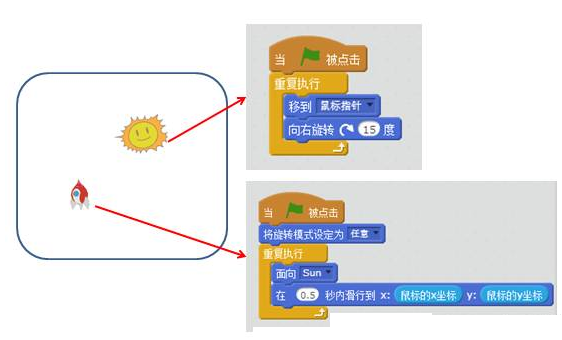 当 被点击
重复执行
移到 鼠标指针
向右旋转 15 度
当 被点击
将旋转模式设定为 任意
重复执行
面向 Sun
在 0.5 秒内滑行到 x: 鼠标的x坐标 y: 鼠标的y坐标